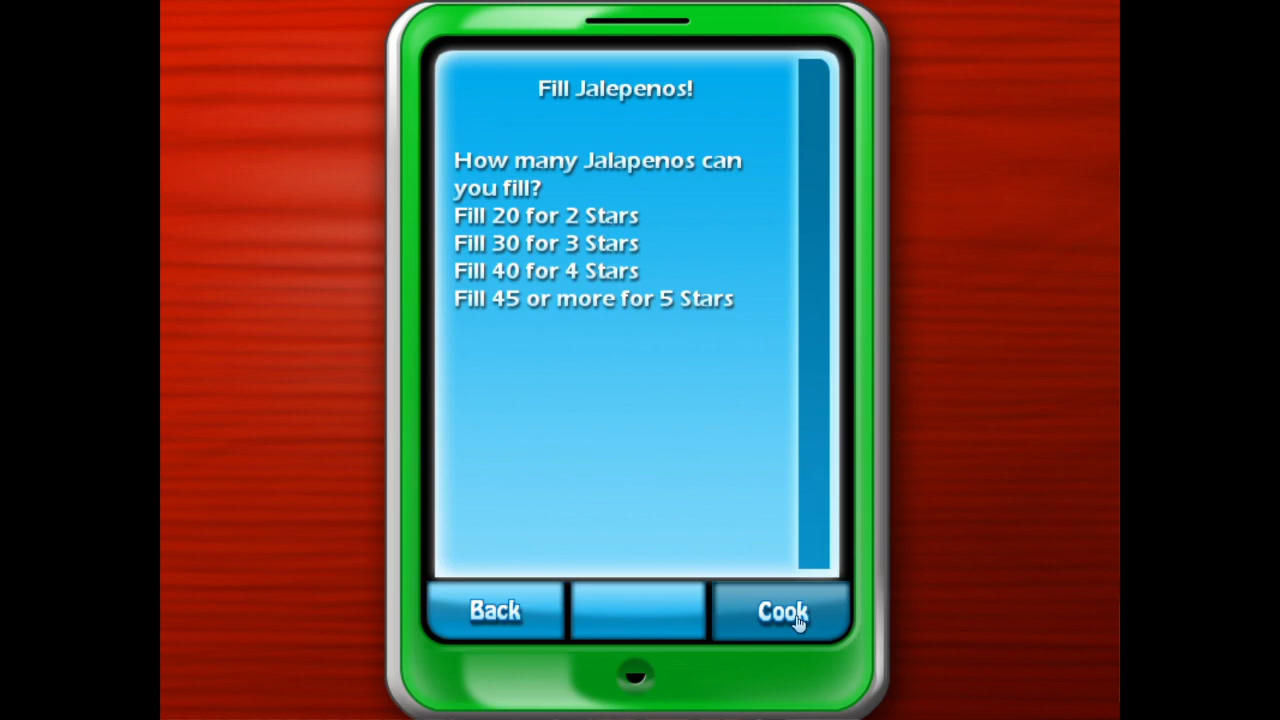 Fill Jalepenos!
How many Jalapenos can
you fill?
Fill 20 for 2 Stars
Fill 30 for 3 Stars
Fill 40 for 4 Stars
Fill 45 or more for 5 Stars
Back
Cook